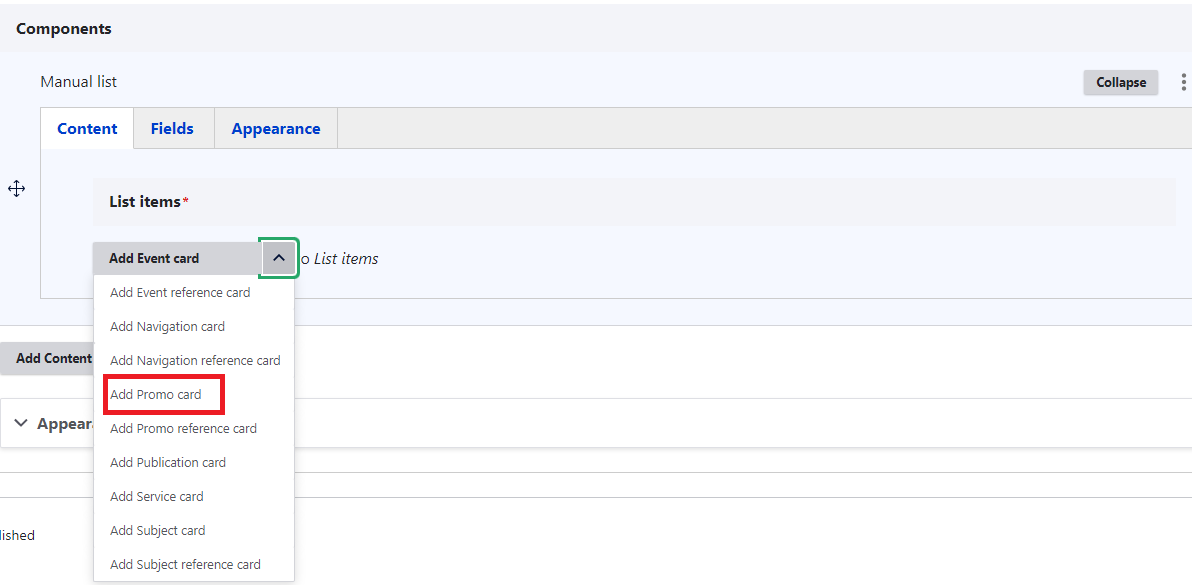 Components
Manual list
Collapse
Content Fields Appearance
List items*
Add Event card
o List items
Add Event reference card
Add Navigation card
Add Navigation reference card
Add Promo card
Add Promo reference card
Add Publication card
Add Service card
Add Subject card
Add Subject reference card
Add Content
Appeara
lished